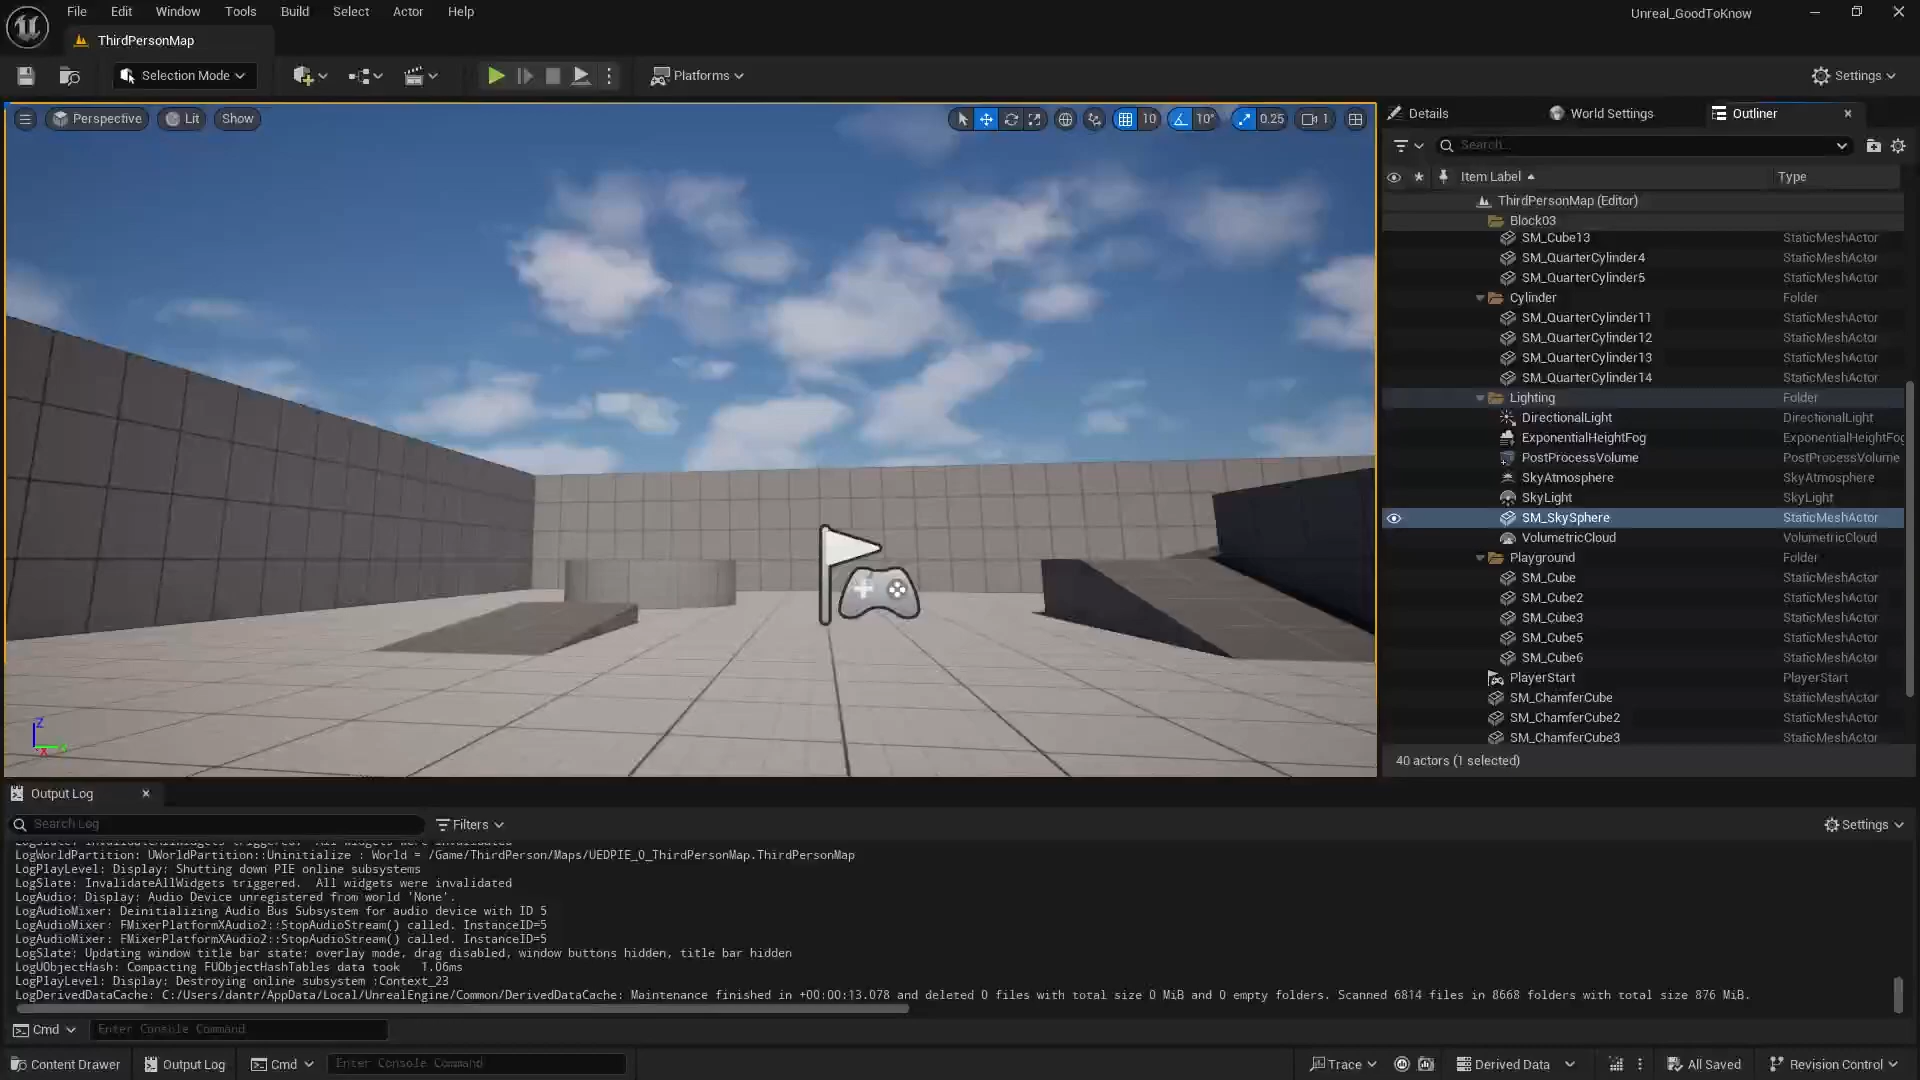 File Edit Window Tools Build Select Actor Help
Unreal_GoodToKnow
ThirdPersonMap
Selection Mode
Platforms
Settings
Perspective Lit Show
10 10° 0.25 1
Details World Settings Outliner
Search...
Item Label Type
ThirdPersonMap (Editor)
Block03
SM_Cube13 StaticMeshActor
SM_QuarterCylinder4 StaticMeshActor
SM_QuarterCylinder5 StaticMeshActor
Cylinder Folder
SM_QuarterCylinder11 StaticMeshActor
SM_QuarterCylinder12 StaticMeshActor
SM_QuarterCylinder13 StaticMeshActor
SM_QuarterCylinder14 StaticMeshActor
Lighting Folder
DirectionalLight DirectionalLight
ExponentialHeightFog ExponentialHeightFog
PostProcessVolume PostProcessVolume
SkyAtmosphere SkyAtmosphere
SkyLight SkyLight
SM_SkySphere StaticMeshActor
VolumetricCloud VolumetricCloud
Playground Folder
SM_Cube StaticMeshActor
SM_Cube2 StaticMeshActor
SM_Cube3 StaticMeshActor
SM_Cube5 StaticMeshActor
SM_Cube6 StaticMeshActor
PlayerStart PlayerStart
SM_ChamferCube StaticMeshActor
SM_ChamferCube2 StaticMeshActor
SM_ChamferCube3 StaticMeshActor
40 actors (1 selected)
Z
X
Output Log
Search Log
Filters
Settings
LogSlate: InvalidateAllWidgets triggered. All widgets were invalidated
LogWorldPartition: UWorldPartition::Uninitialize : World = /Game/ThirdPerson/Maps/UEDPIE_0_ThirdPersonMap.ThirdPersonMap
LogPlayLevel: Display: Shutting down PIE online subsystems
LogSlate: InvalidateAllWidgets triggered. All widgets were invalidated
LogAudio: Display: Audio Device unregistered from world 'None'.
LogAudioMixer: Deinitializing Audio Bus Subsystem for audio device with ID 5
LogAudioMixer: FMixerPlatformXAudio2::StopAudioStream() called. InstanceID=5
LogAudioMixer: FMixerPlatformXAudio2::StopAudioStream() called. InstanceID=5
LogSlate: Updating window title bar state: overlay mode, drag disabled, window buttons hidden, title bar hidden
LogUObjectHash: Compacting FUObjectHashTables data took 1.06ms
LogPlayLevel: Display: Destroying online subsystem :Context_23
LogDerivedDataCache: C:/Users/dantr/AppData/Local/UnrealEngine/Common/DerivedDataCache: Maintenance finished in +00:00:13.078 and deleted 0 files with total size 0 MiB and 0 empty folders. Scanned 6814 files in 8668 folders with total size 876 MiB.
Cmd Enter Console Command
Content Drawer Output Log Cmd Enter Console Command Trace Derived Data All Saved Revision Control